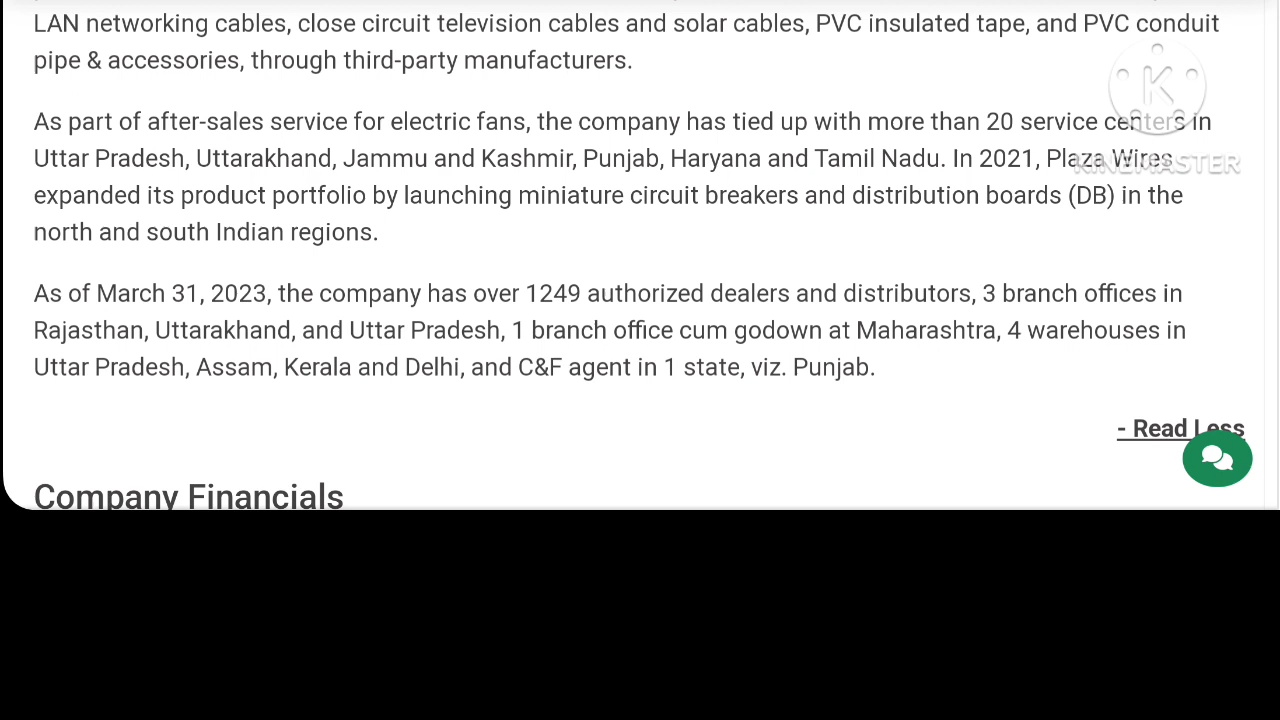 LAN networking cables, close circuit television cables and solar cables, PVC insulated tape, and PVC conduit
pipe & accessories, through third-party manufacturers.
As part of after-sales service for electric fans, the company has tied up with more than 20 service centers in
Uttar Pradesh, Uttarakhand, Jammu and Kashmir, Punjab, Haryana and Tamil Nadu. In 2021, Plaza Wires
expanded its product portfolio by launching miniature circuit breakers and distribution boards (DB) in the
north and south Indian regions.
As of March 31, 2023, the company has over 1249 authorized dealers and distributors, 3 branch offices in
Rajasthan, Uttarakhand, and Uttar Pradesh, 1 branch office cum godown at Maharashtra, 4 warehouses in
Uttar Pradesh, Assam, Kerala and Delhi, and C&F agent in 1 state, viz. Punjab.
- Read Less
Company Financials
K
KINEMASTER